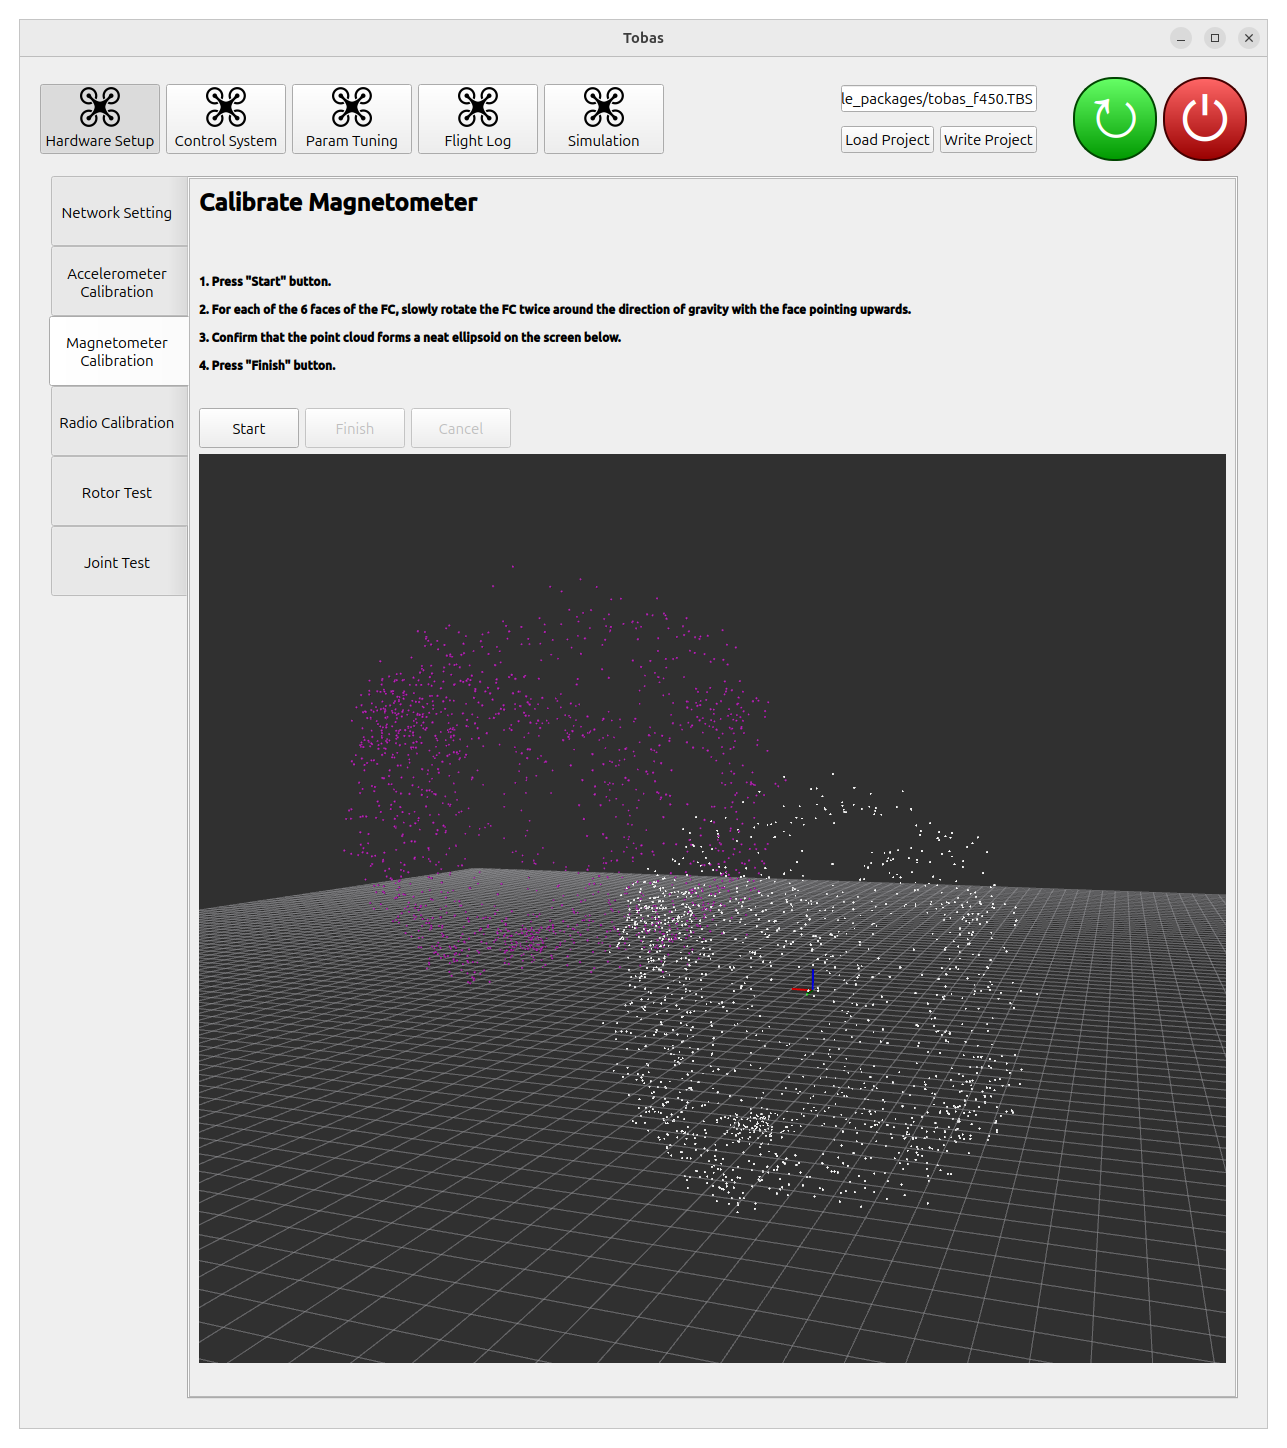 Tobas
Hardware Setup
Control System
Param Tuning
Flight Log
Simulation
le_packages/tobas_f450.TBS
Load Project
Write Project
Network Setting
Accelerometer
Calibration
Magnetometer
Calibration
Radio Calibration
Rotor Test
Joint Test
Calibrate Magnetometer
1. Press "Start" button.
2. For each of the 6 faces of the FC, slowly rotate the FC twice around the direction of gravity with the face pointing upwards.
3. Confirm that the point cloud forms a neat ellipsoid on the screen below.
4. Press "Finish" button.
Start
Finish
Cancel